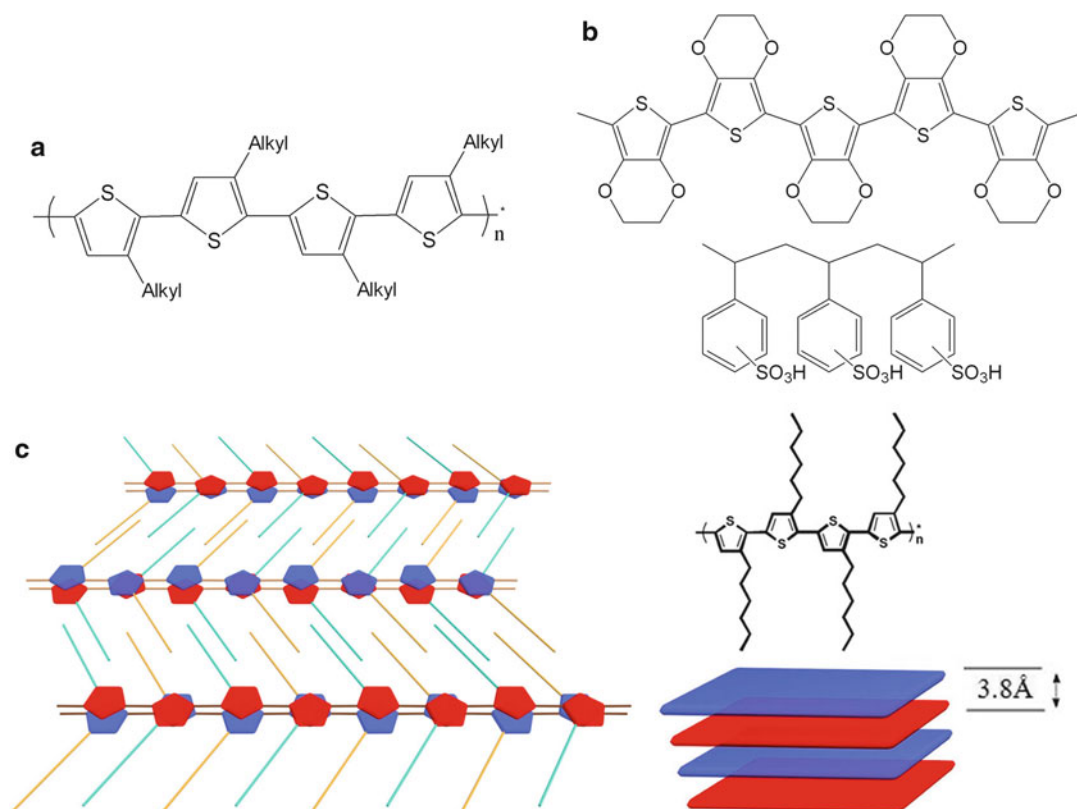 a
S Alkyl S Alkyl
S Alkyl S Alkyl
* n
b
O O O O
S S S S S
O O O O O O
SO3H SO3H SO3H
c
S S S S
* n
3.8Å